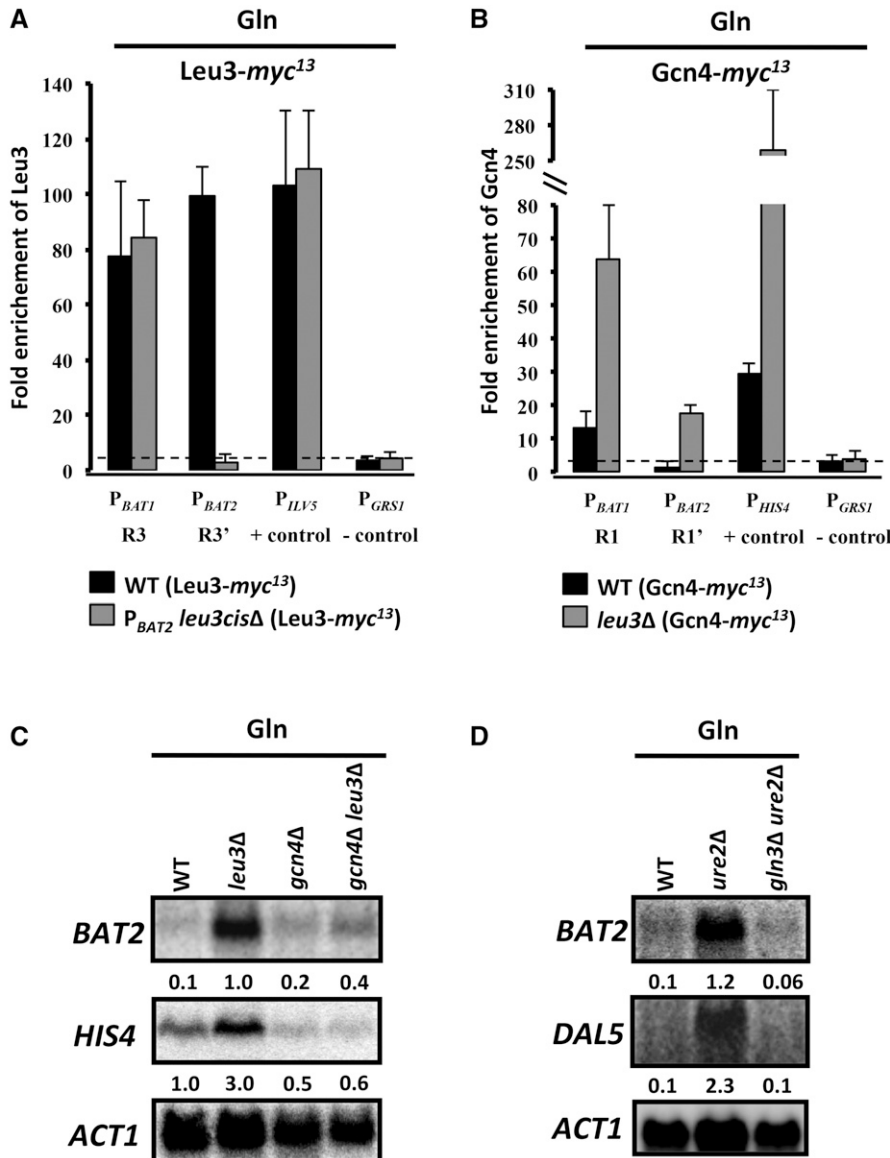 A
Gln
Leu3-myc13
Fold enrichement of Leu3
140
120
100
80
60
40
20
0
PBAT1 PBAT2 PILV5 PGRS1
R3 R3' + control - control
WT (Leu3-myc13)
PBAT2 leu3cisΔ (Leu3-myc13)
B
Gln
Gcn4-myc13
Fold enrichement of Gcn4
310
280
250
80
70
60
50
40
30
20
10
0
PBAT1 PBAT2 PHIS4 PGRS1
R1 R1' + control - control
WT (Gcn4-myc13)
leu3Δ (Gcn4-myc13)
C
Gln
WT leu3Δ gcn4Δ gcn4Δ leu3Δ
BAT2
0.1 1.0 0.2 0.4
HIS4
1.0 3.0 0.5 0.6
ACT1
D
Gln
WT ure2Δ gln3Δ ure2Δ
BAT2
0.1 1.2 0.06
DAL5
0.1 2.3 0.1
ACT1